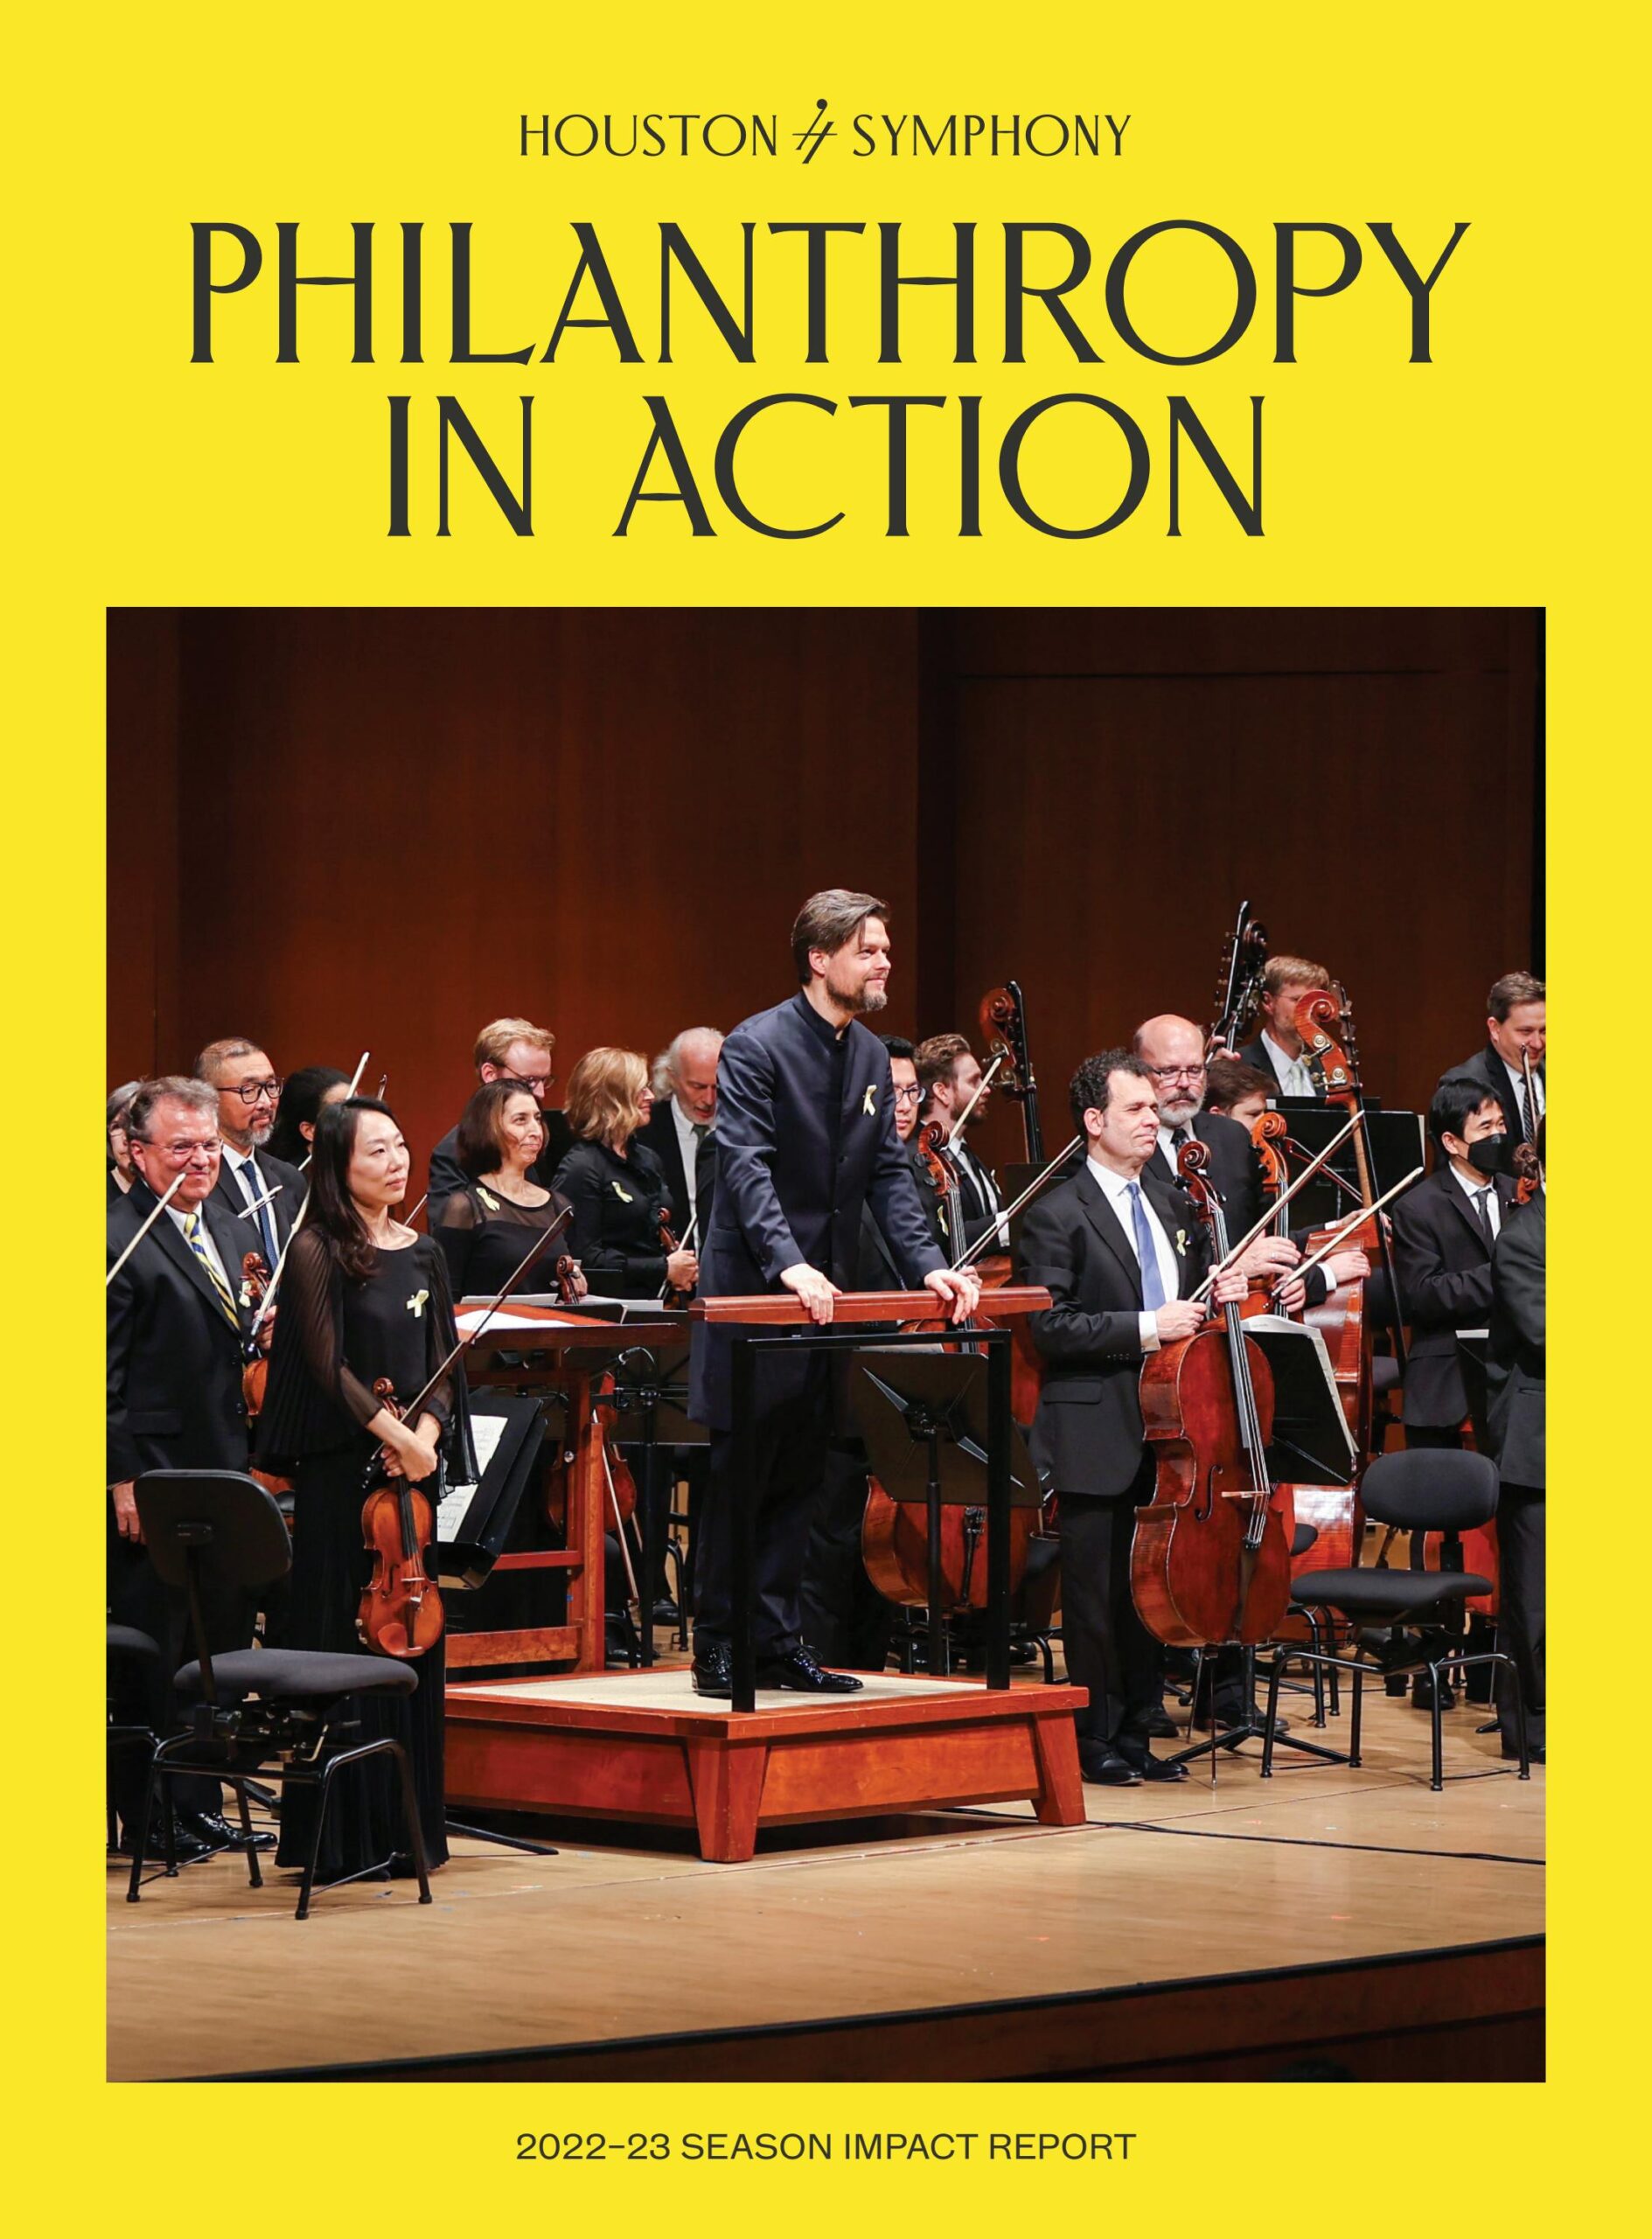 HOUSTON SYMPHONY
PHILANTHROPY
IN ACTION
2022–23 SEASON IMPACT REPORT